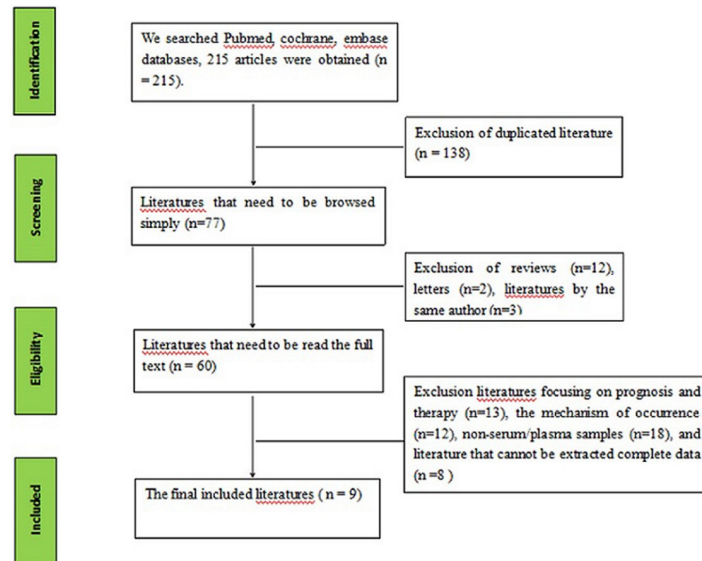 Identification
We searched Pubmed, cochrane, embase
databases, 215 articles were obtained (n
= 215).
Exclusion of duplicated literature
(n = 138)
Screening
Literatures that need to be browsed
simply (n=77)
Exclusion of reviews (n=12),
letters (n=2), literatures by the
same author (n=3)
Eligibility
Literatures that need to be read the full
text (n = 60)
Exclusion literatures focusing on prognosis and
therapy (n=13), the mechanism of occurrence
(n=12), non-serum/plasma samples (n=18), and
literature that cannot be extracted complete data
(n =8 )
Included
The final included literatures ( n = 9)